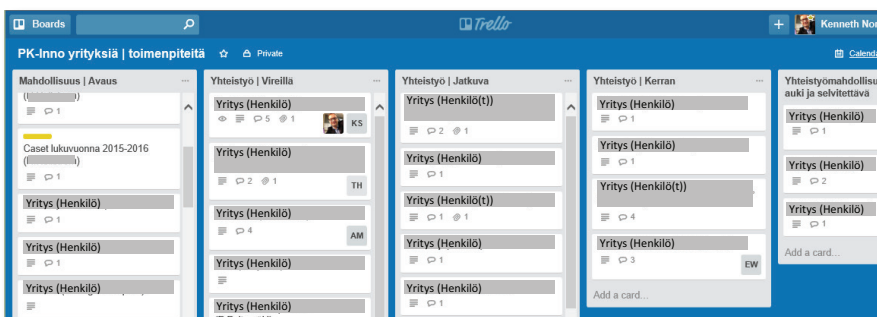 Boards
Trello
Kenneth No
PK-Inno yrityksiä | toimenpiteitä
Private
Calenda
Mahdollisuus | Avaus
1
Caset lukuvuonna 2015-2016
1
Yritys (Henkilö)
1
Yritys (Henkilö)
1
Yritys (Henkilö)
Yhteistyö | Vireillä
Yritys (Henkilö)
5 1
KS
Yritys (Henkilö)
2 1
TH
Yritys (Henkilö)
4
AM
Yritys (Henkilö)
Yritys (Henkilö)
Yhteistyö | Jatkuva
Yritys (Henkilö(t))
2 1
Yritys (Henkilö)
1
Yritys (Henkilö(t))
1 1
Yritys (Henkilö)
1
Yritys (Henkilö)
1
Yhteistyö | Kerran
Yritys (Henkilö)
1
Yritys (Henkilö)
1
Yritys (Henkilö(t))
4
Yritys (Henkilö)
3
EW
Add a card...
Yhteistyömahdollisu
auki ja selvitettävä
Yritys (Henkilö)
1
Yritys (Henkilö)
2
Yritys (Henkilö)
1
Add a card...